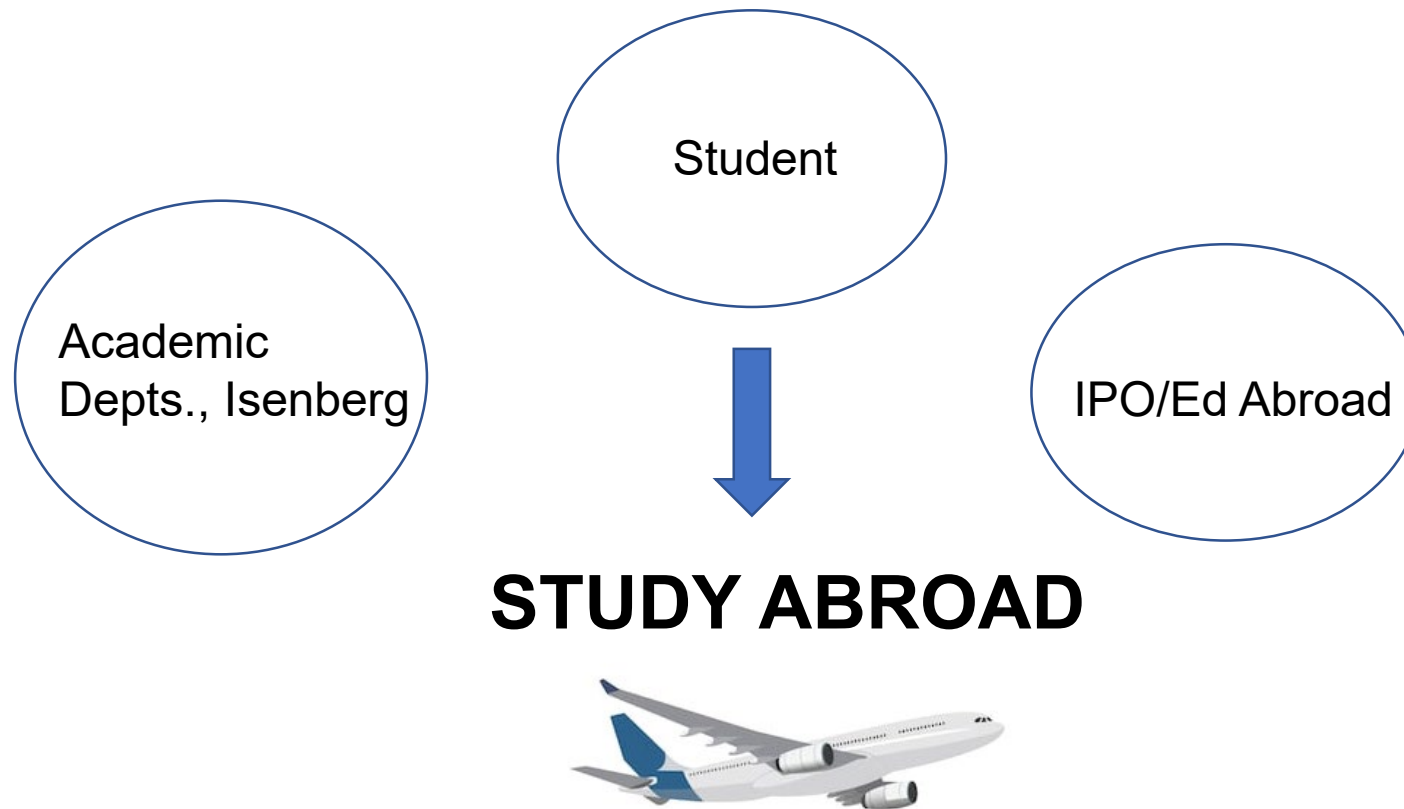 Student
Academic
Depts., Isenberg
IPO/Ed Abroad
STUDY ABROAD